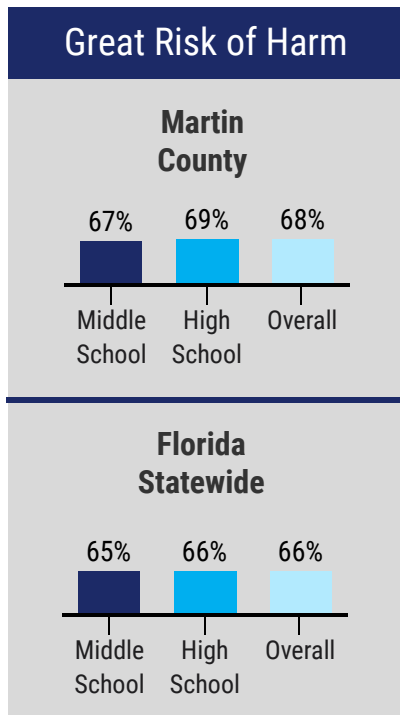 Great Risk of Harm
Martin
County
67% 69% 68%
Middle High Overall
School School
Florida
Statewide
65% 66% 66%
Middle High Overall
School School